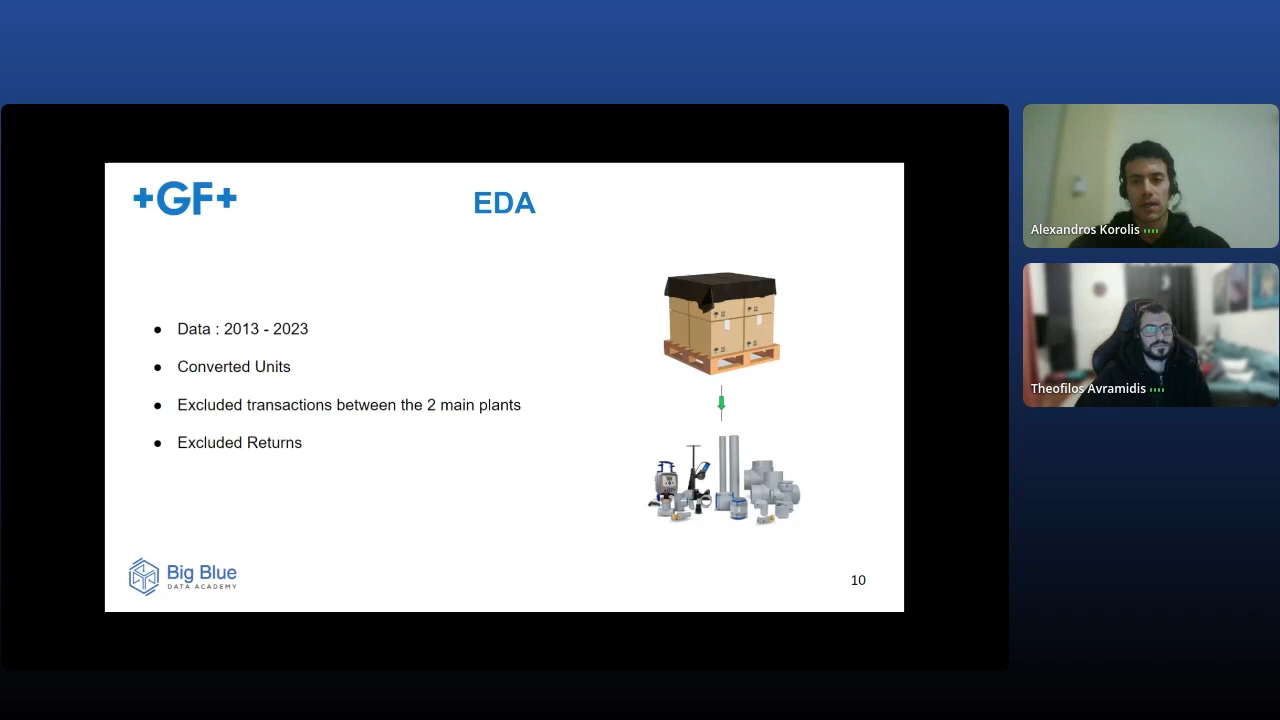 +GF+
EDA
Data : 2013 - 2023
Converted Units
Excluded transactions between the 2 main plants
Excluded Returns
Big Blue
DATA ACADEMY
10
Alexandros Korolis
Theofilos Avramidis